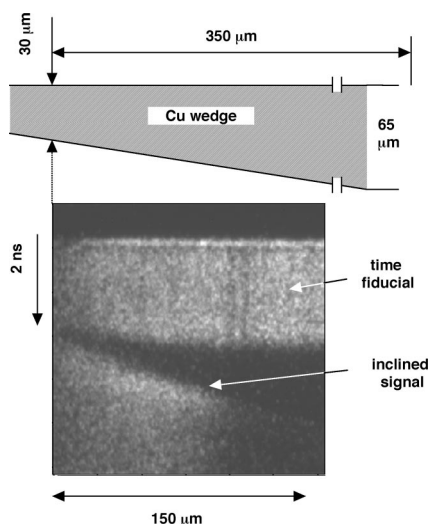 30 μm
350 μm
Cu wedge
65
μm
2 ns
time
fiducial
inclined
signal
150 μm